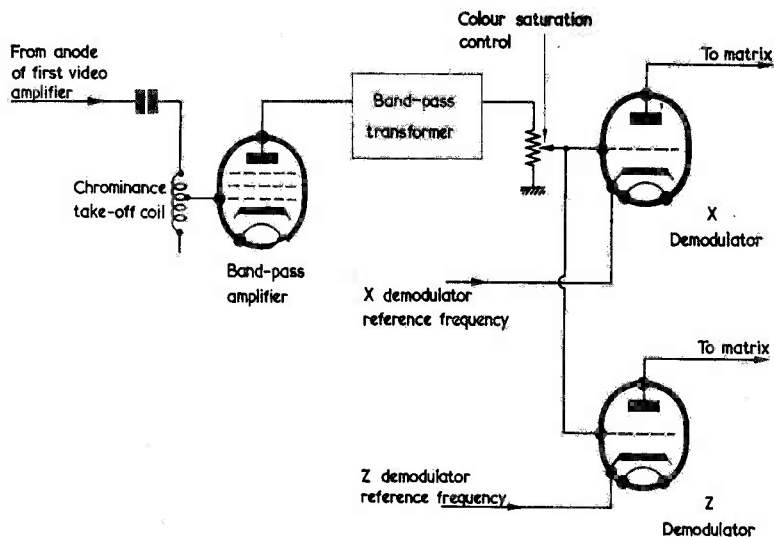 Colour saturation
control
From anode
of first video
amplifier
To matrix
Band-pass
transformer
Chrominance
take-off coil
X
Demodulator
Band-pass
amplifier
X demodulator
reference frequency
To matrix
Z demodulator
reference frequency
Z
Demodulator